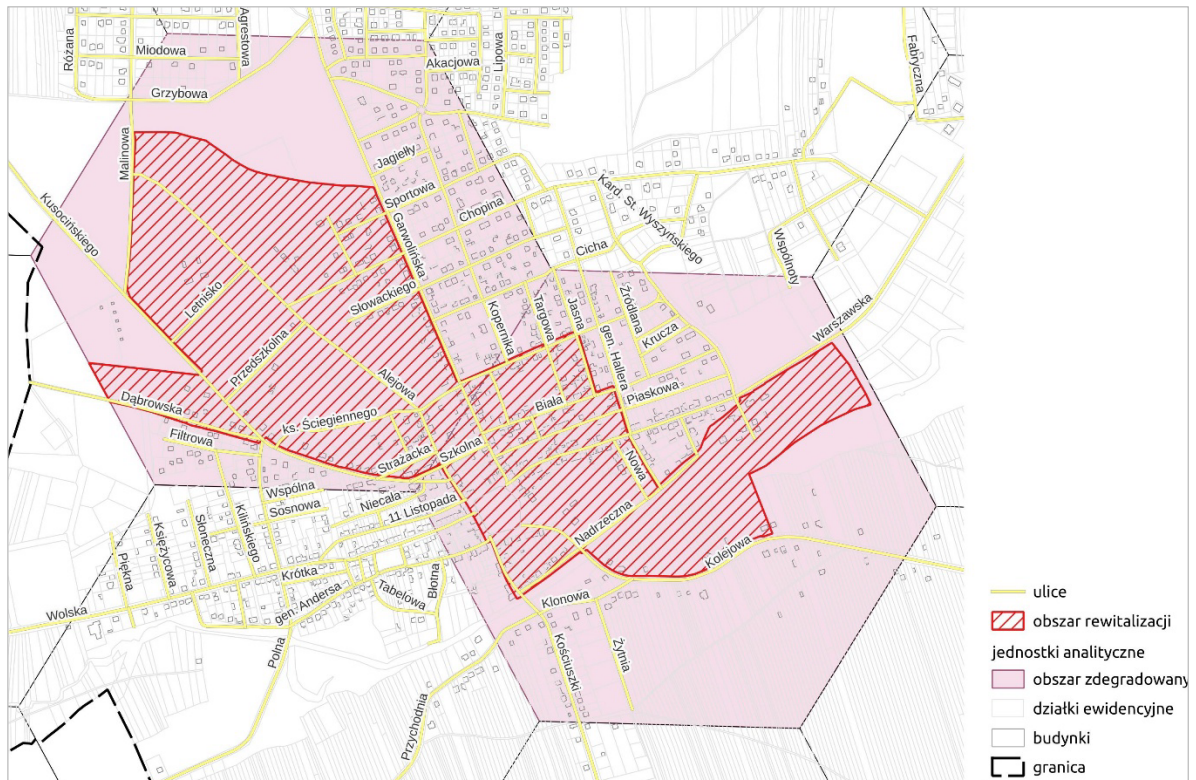 Różana
Miodowa
Agrestowa
Akacjowa
Lipowa
Fabryczna
Grzybowa
Malinowa
Jagiełły
Sportowa
Chopina
Kard. St. Wyszyńskiego
Kusocińskiego
Garwolińska
Cicha
Wspólnoty
Letnisko
Słowackiego
Kopernika
Targowa
Jasna
gen. Hallera
Źródlana
Krucza
Warszawska
Przedszkolna
Alejowa
Dąbrowska
ks. Ściegiennego
Biała
Piaskowa
Filtrowa
Strażacka
Szkolna
Nowa
Wspólna
Sosnowa
Niecała
11 Listopada
Nadrzeczna
Kolejowa
Piękna
Księżycowa
Słoneczna
Kilińskiego
Krótka
gen. Andersa
Tabelowa
Błotna
Klonowa
Wolska
Polna
Przychodnia
Kościuszki
Żytnia
ulice
obszar rewitalizacji
jednostki analityczne
obszar zdegradowany
działki ewidencyjne
budynki
granica